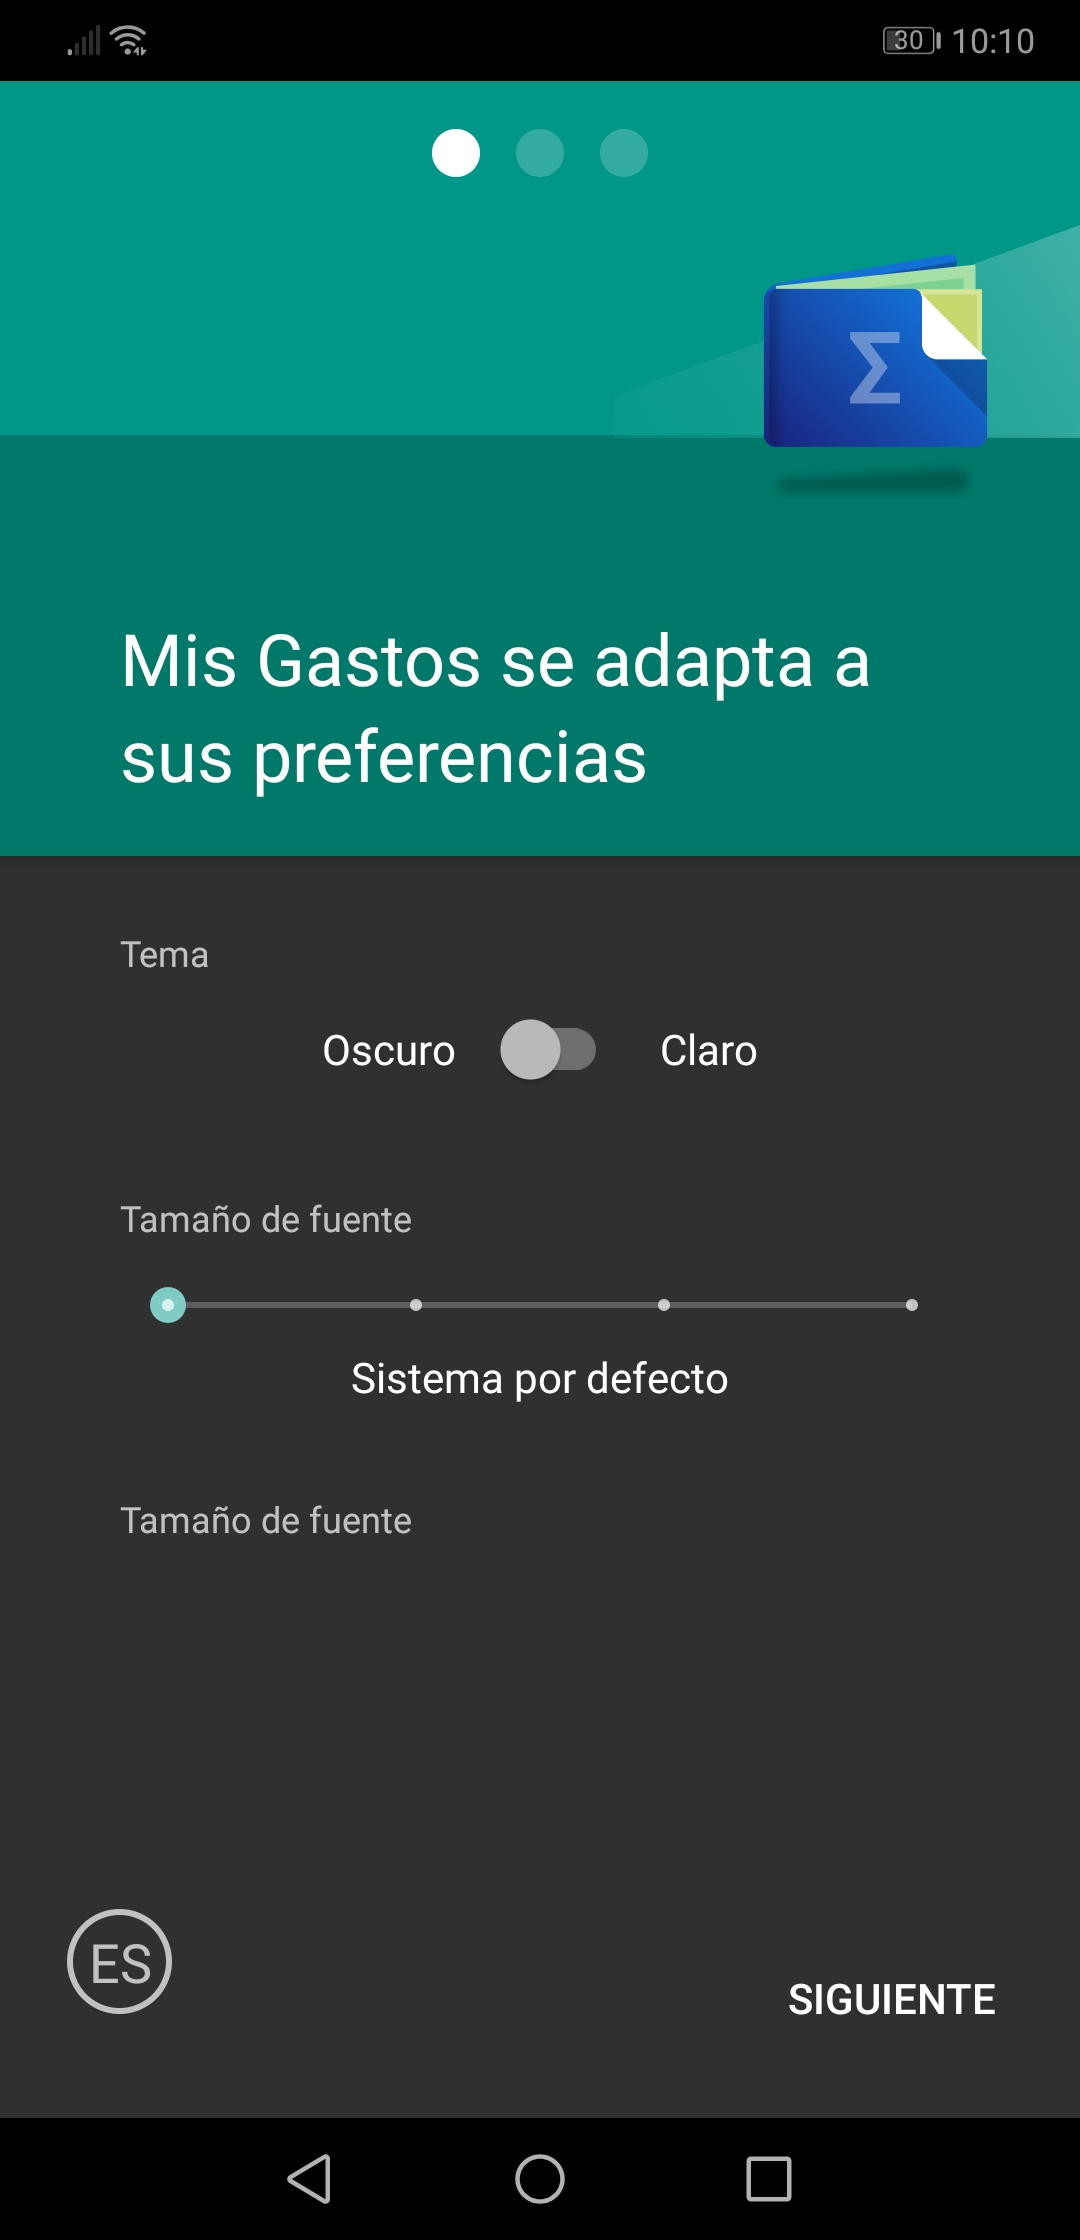 30 10:10
Σ
Mis Gastos se adapta a
sus preferencias
Tema
Oscuro Claro
Tamaño de fuente
Sistema por defecto
Tamaño de fuente
ES
SIGUIENTE